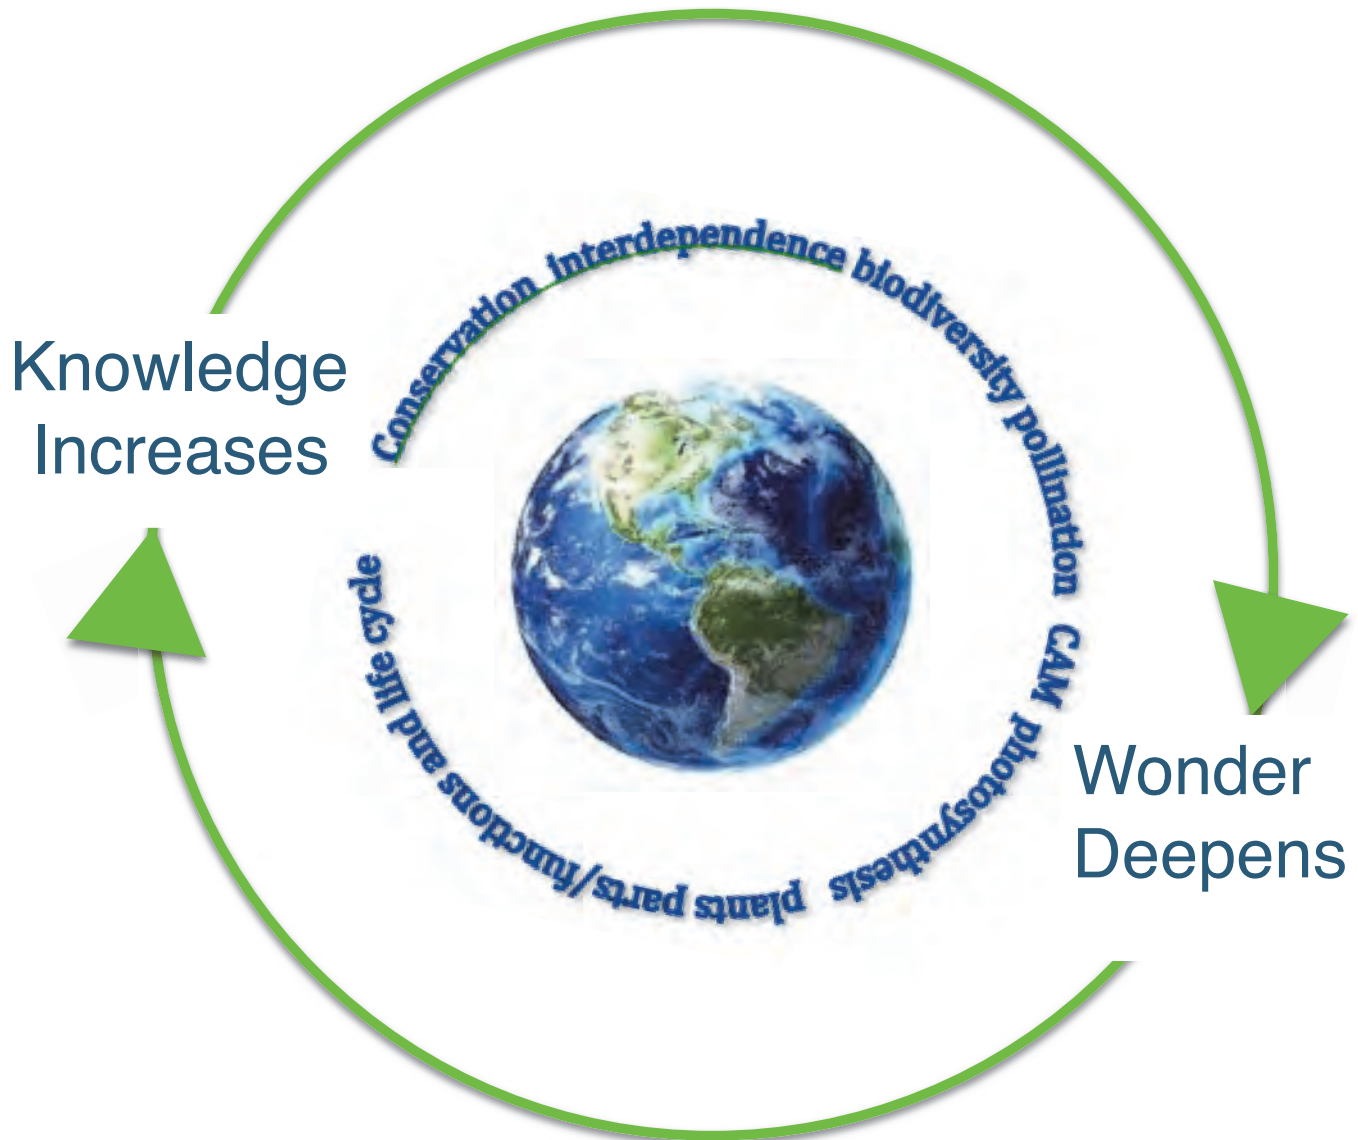 Knowledge
Increases
Conservation interdependence biodiversity pollination CAM photosynthesis plants parts/functions and life cycle
Wonder
Deepens